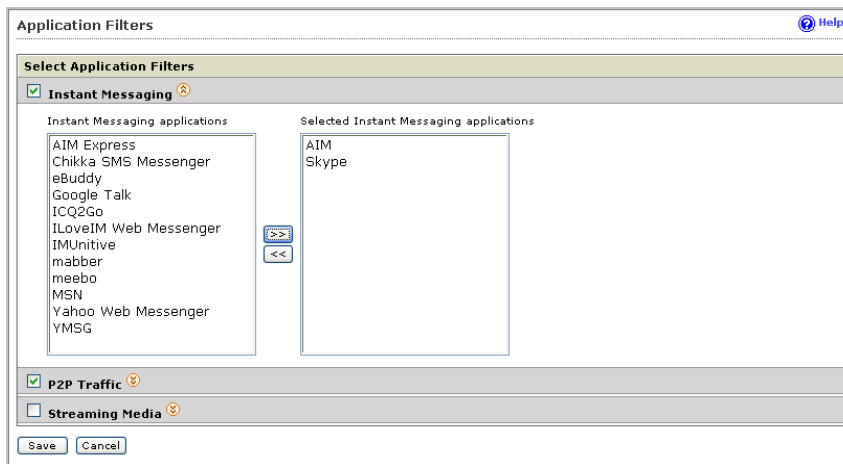 Application Filters
Help
Select Application Filters
Instant Messaging
Instant Messaging applications
Selected Instant Messaging applications
AIM Express
Chikka SMS Messenger
eBuddy
Google Talk
ICQ2Go
ILoveIM Web Messenger
IMUnitive
mabber
meebo
MSN
Yahoo Web Messenger
YMSG
>>
<<
AIM
Skype
P2P Traffic
Streaming Media
Save
Cancel